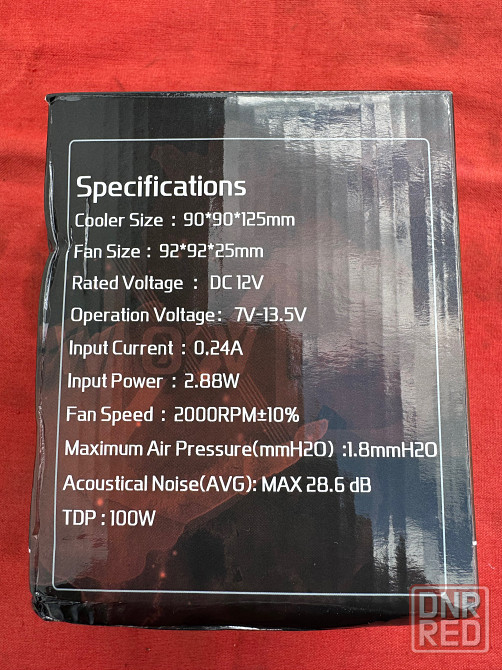 Specifications
Cooler Size : 90*90*125mm
Fan Size : 92*92*25mm
Rated Voltage : DC 12V
Operation Voltage: 7V-13.5V
Input Current : 0.24A
Input Power : 2.88W
Fan Speed : 2000RPM±10%
Maximum Air Pressure(mmH2O) :1.8mmH2O
Acoustical Noise(AVG): MAX 28.6 dB
TDP : 100W
DNR
RED